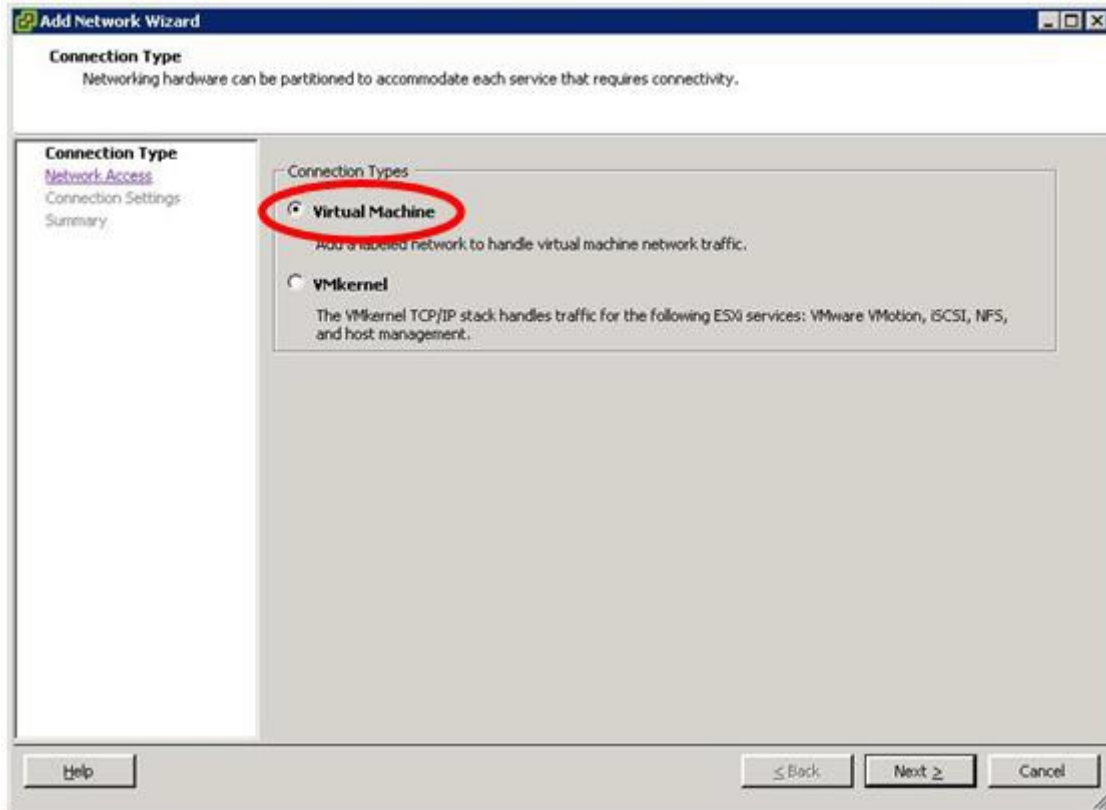 Add Network Wizard
Connection Type
Networking hardware can be partitioned to accommodate each service that requires connectivity.
Connection Type
Network Access
Connection Settings
Summary
Connection Types
Virtual Machine
Add a labeled network to handle virtual machine network traffic.
VMkernel
The VMkernel TCP/IP stack handles traffic for the following ESXi services: VMware VMotion, iSCSI, NFS,
and host management.
Help
< Back
Next >
Cancel